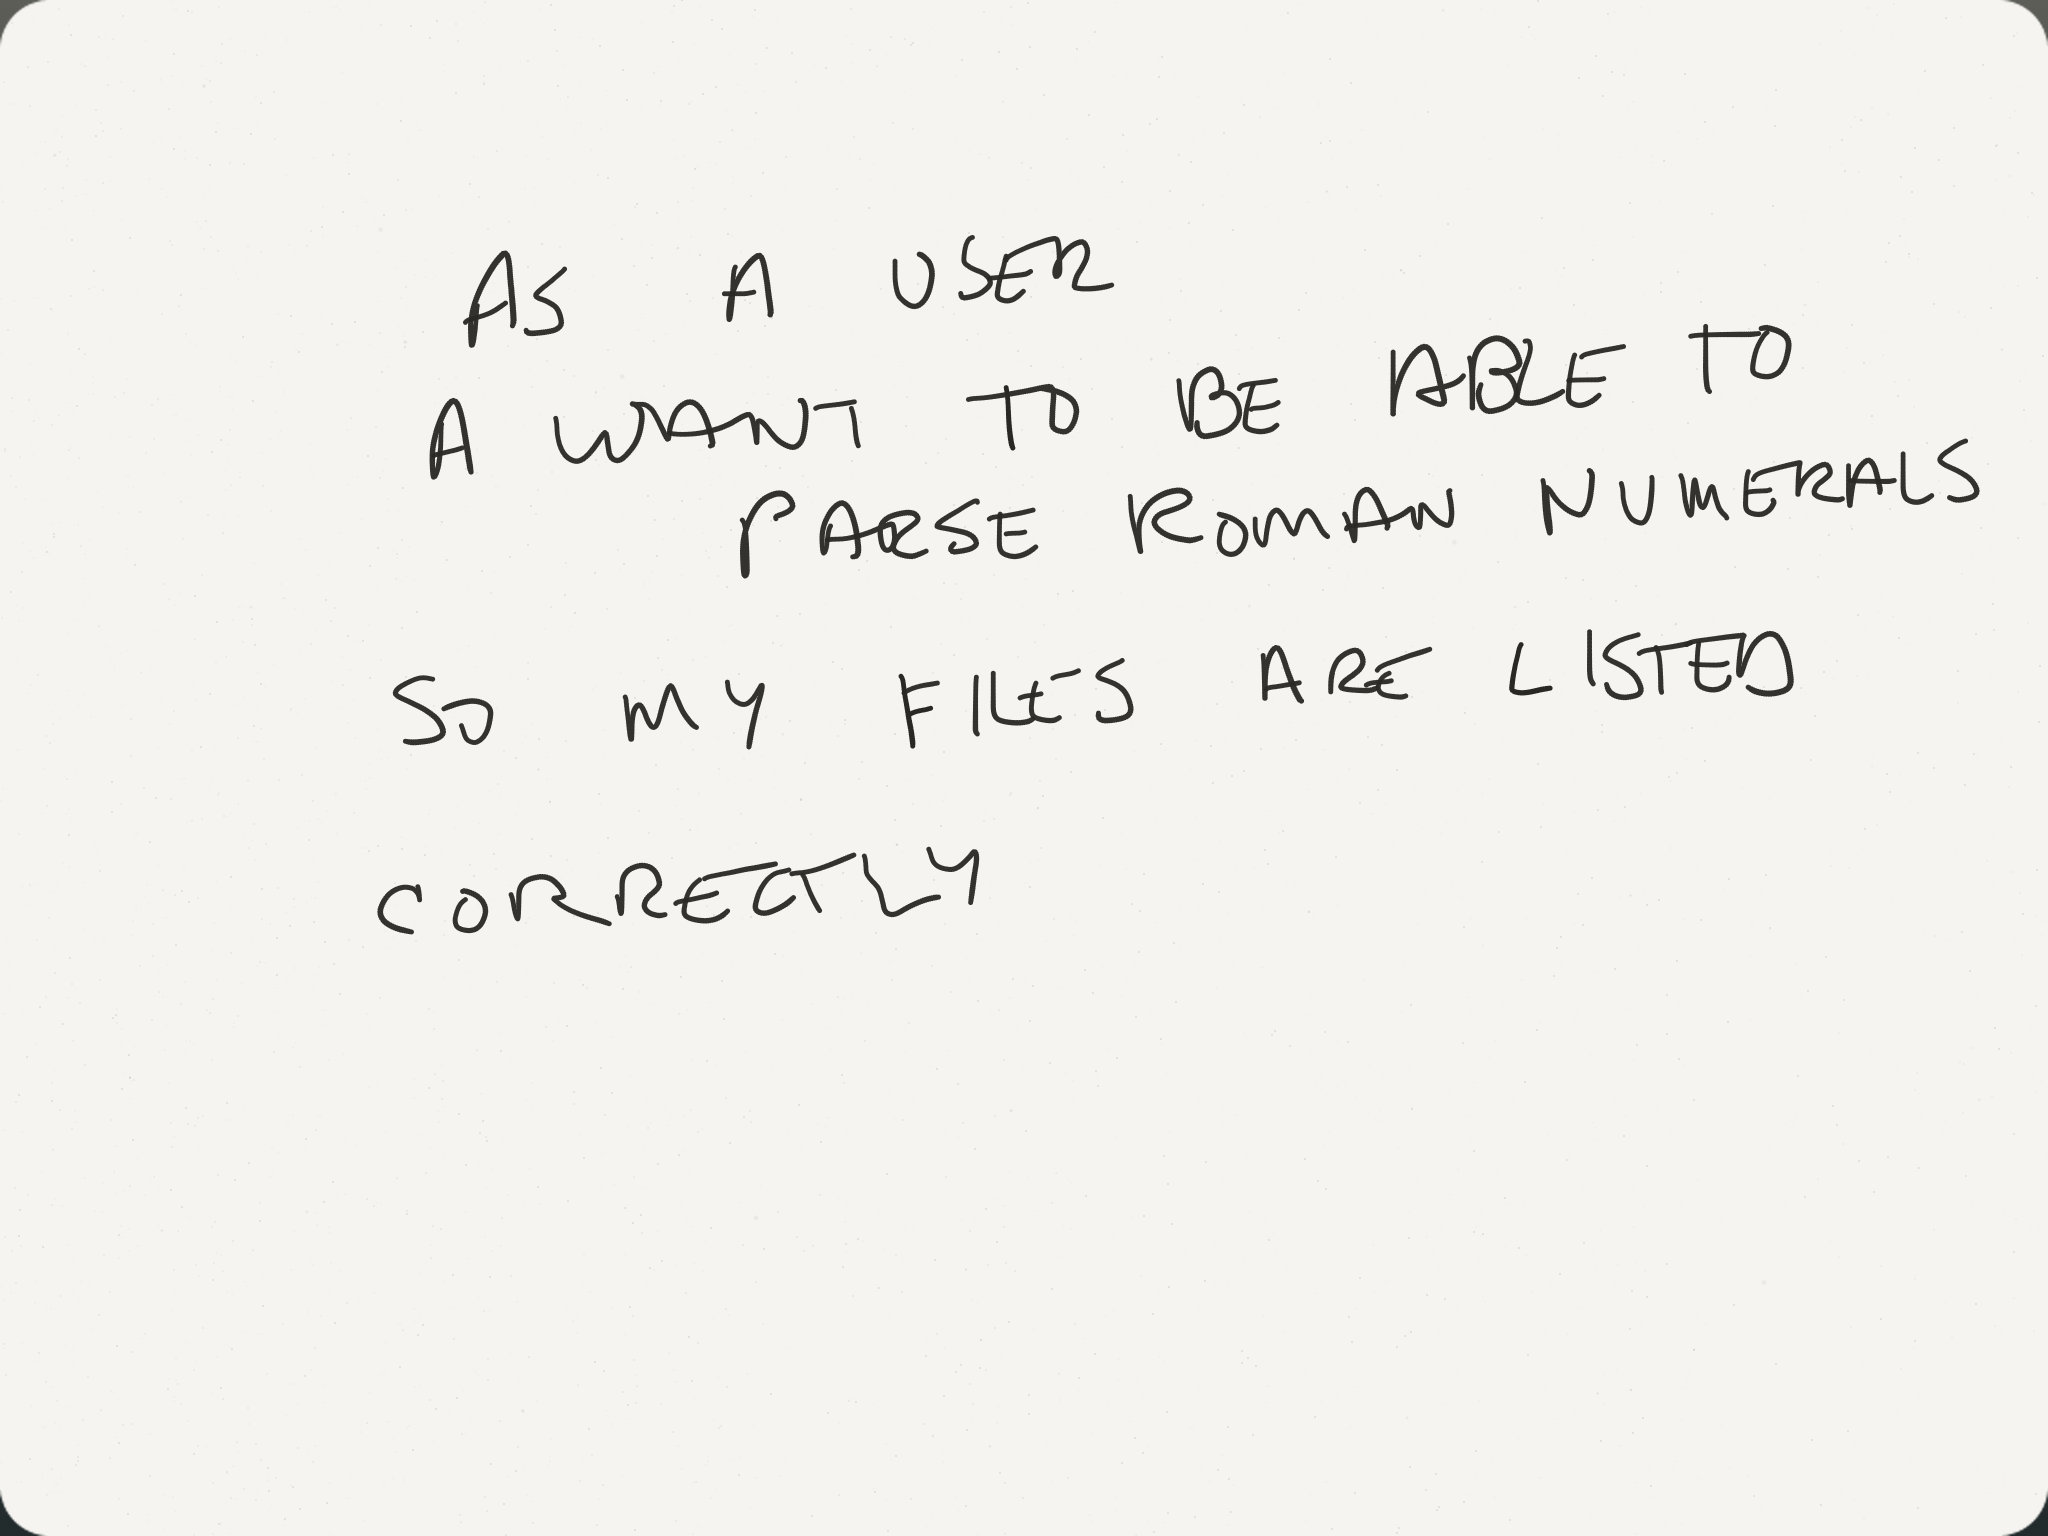 AS A USER
A WANT TO BE ABLE TO
PARSE ROMAN NUMERALS
SO MY FILES ARE LISTED
CORRECTLY